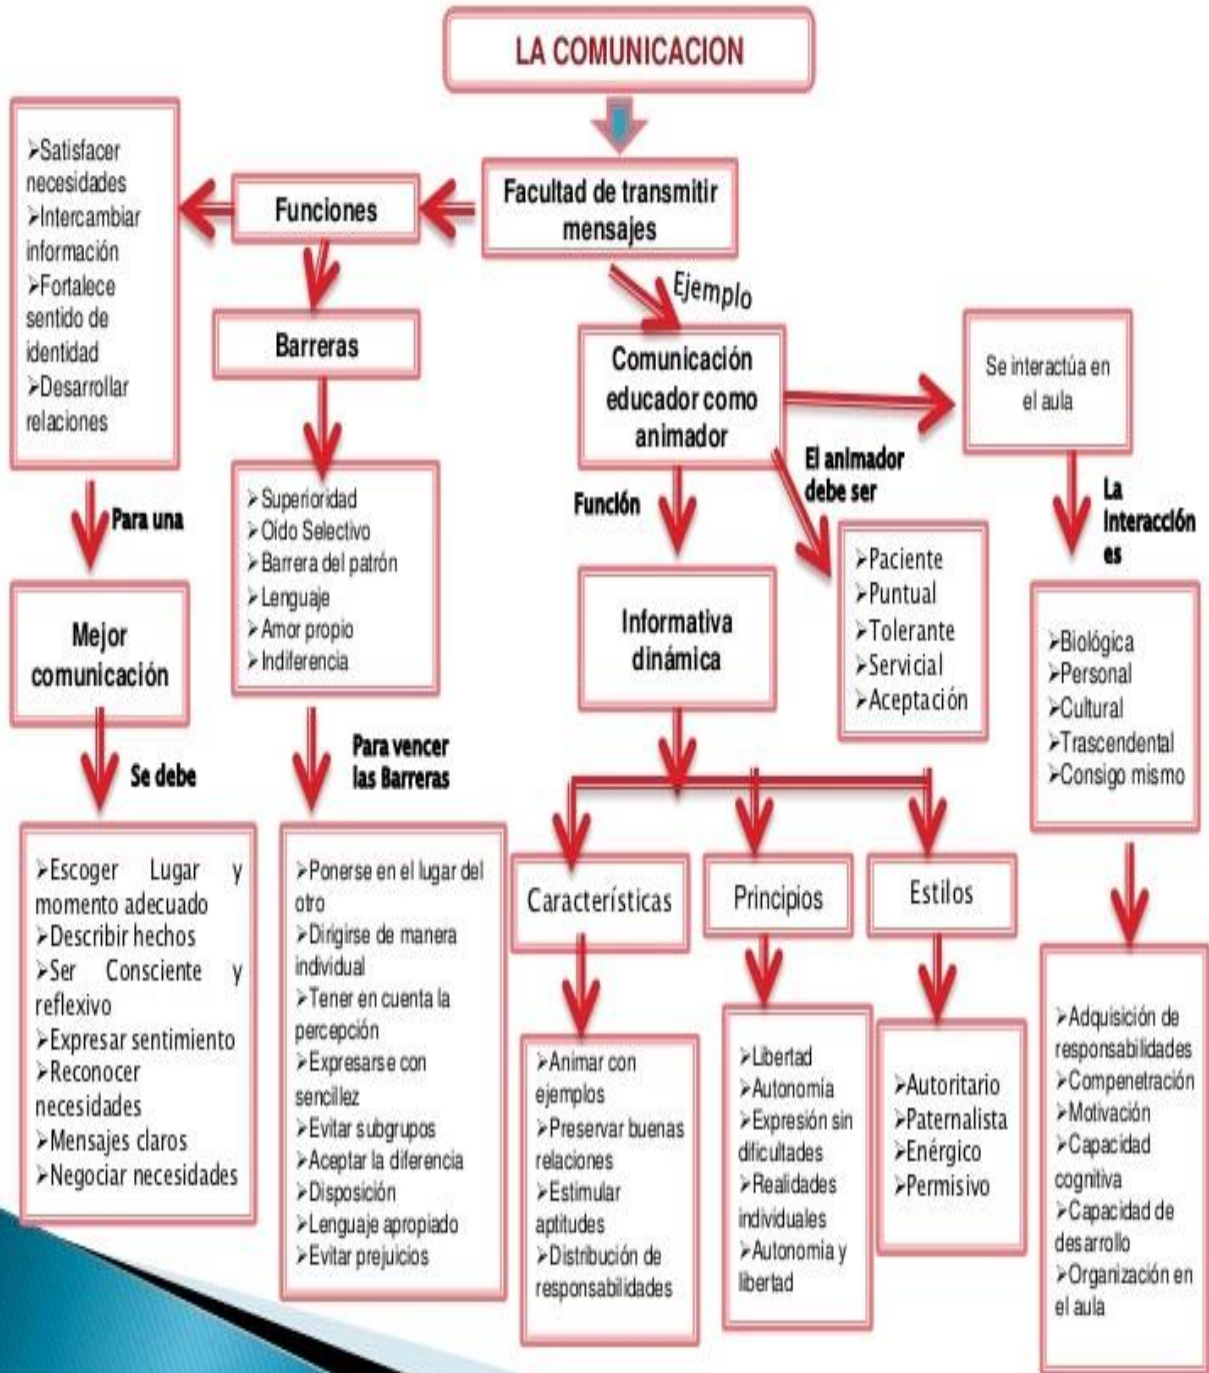 LA COMUNICACION
Facultad de transmitir
mensajes
Funciones
➢Satisfacer
necesidades
➢Intercambiar
información
➢Fortalece
sentido de
identidad
➢Desarrollar
relaciones
Para una
Mejor
comunicación
Se debe
➢Escoger Lugar y
momento adecuado
➢Describir hechos
➢Ser Consciente y
reflexivo
➢Expresar sentimiento
➢Reconocer
necesidades
➢Mensajes claros
➢Negociar necesidades
Barreras
➢Superioridad
➢Oído Selectivo
➢Barrera del patrón
➢Lenguaje
➢Amor propio
➢Indiferencia
Para vencer
las Barreras
➢Ponerse en el lugar del
otro
➢Dirigirse de manera
individual
➢Tener en cuenta la
percepción
➢Expresarse con
sencillez
➢Evitar subgrupos
➢Aceptar la diferencia
➢Disposición
➢Lenguaje apropiado
➢Evitar prejuicios
Ejemplo
Comunicación
educador como
animador
Función
Informativa
dinámica
Características
➢Animar con
ejemplos
➢Preservar buenas
relaciones
➢Estimular
aptitudes
➢Distribución de
responsabilidades
Principios
➢Libertad
➢Autonomía
➢Expresión sin
dificultades
➢Realidades
individuales
➢Autonomía y
libertad
Estilos
➢Autoritario
➢Paternalista
➢Enérgico
➢Permisivo
El animador
debe ser
➢Paciente
➢Puntual
➢Tolerante
➢Servicial
➢Aceptación
Se interactúa en
el aula
La
Interacción
es
➢Biológica
➢Personal
➢Cultural
➢Trascendental
➢Consigo mismo
➢Adquisición de
responsabilidades
➢Compenetración
➢Motivación
➢Capacidad
cognitiva
➢Capacidad de
desarrollo
➢Organización en
el aula